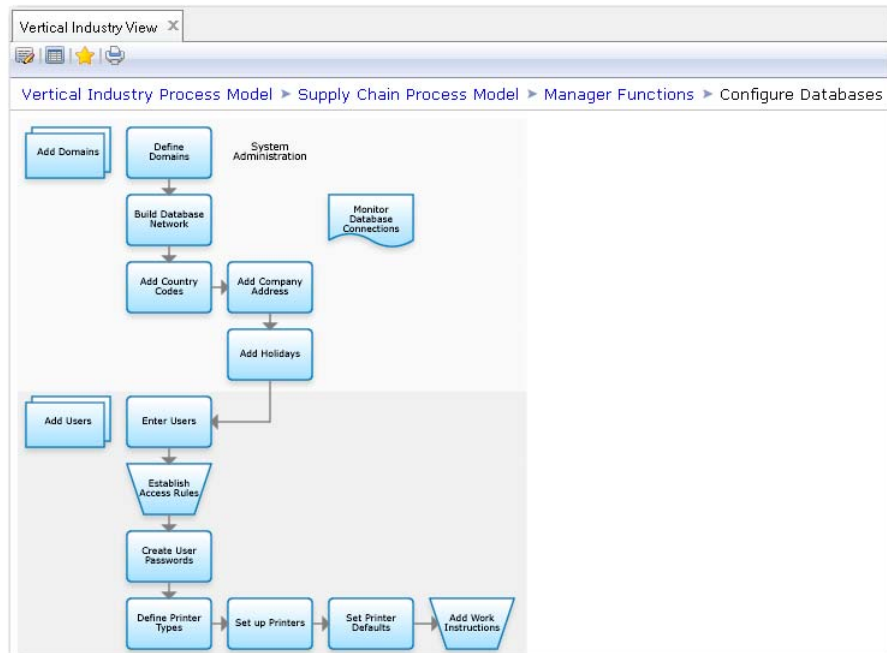 Vertical Industry View
Vertical Industry Process Model ► Supply Chain Process Model ► Manager Functions ► Configure Databases
Add Domains
Define
Domains
System
Administration
Build Database
Network
Monitor
Database
Connections
Add Country
Codes
Add Company
Address
Add Holidays
Add Users
Enter Users
Establish
Access Rules
Create User
Passwords
Define Printer
Types
Set up Printers
Set Printer
Defaults
Add Work
Instructions